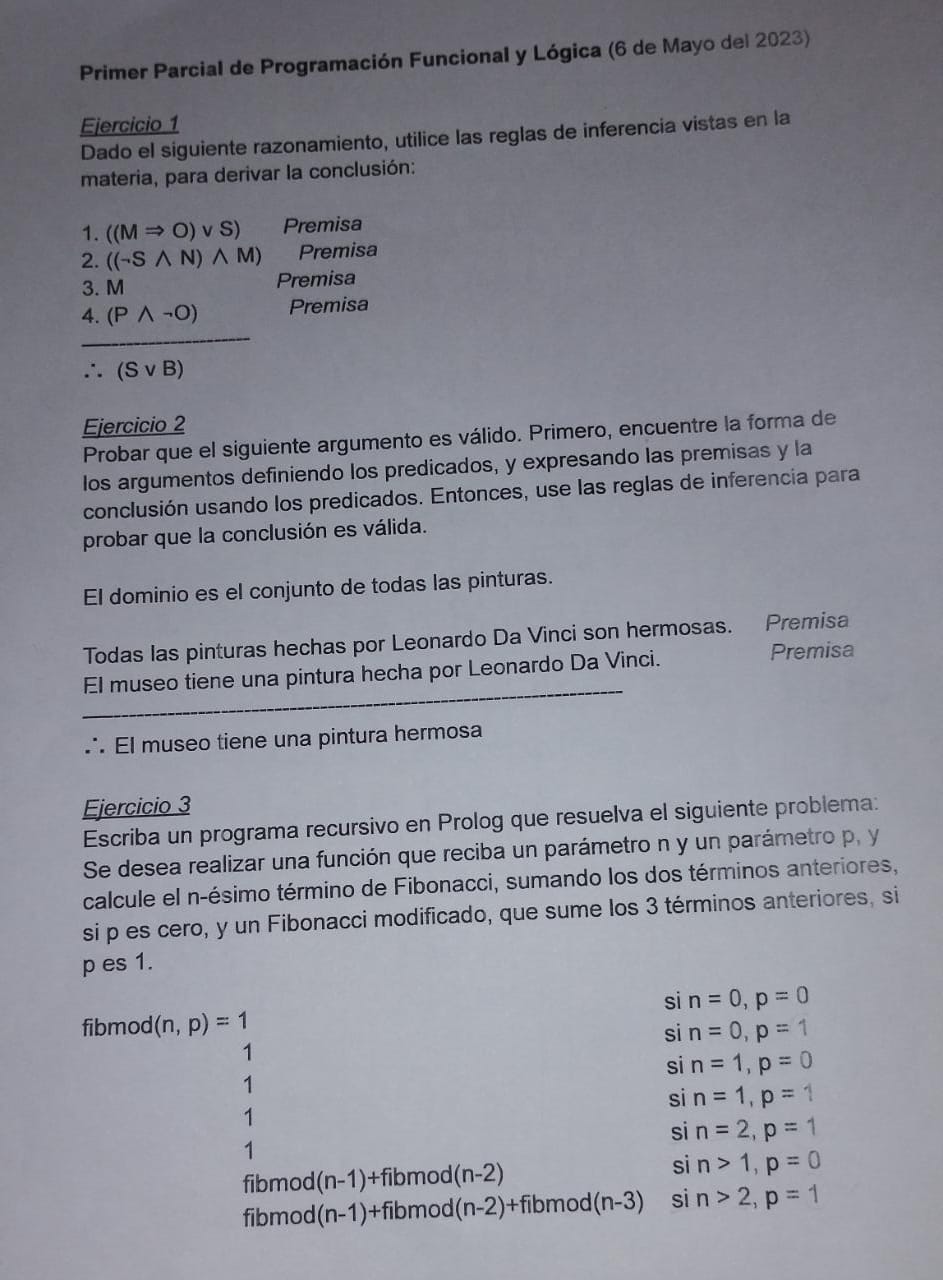 Primer Parcial de Programación Funcional y Lógica (6 de Mayo del 2023)
Ejercicio 1
Dado el siguiente razonamiento, utilice las reglas de inferencia vistas en la
materia, para derivar la conclusión:
1. ((M ⇒ O) v S) Premisa
2. ((¬S ∧ N) ∧ M) Premisa
3. M Premisa
4. (P ∧ ¬O) Premisa
∴ (S v B)
Ejercicio 2
Probar que el siguiente argumento es válido. Primero, encuentre la forma de
los argumentos definiendo los predicados, y expresando las premisas y la
conclusión usando los predicados. Entonces, use las reglas de inferencia para
probar que la conclusión es válida.
El dominio es el conjunto de todas las pinturas.
Todas las pinturas hechas por Leonardo Da Vinci son hermosas. Premisa
El museo tiene una pintura hecha por Leonardo Da Vinci. Premisa
∴ El museo tiene una pintura hermosa
Ejercicio 3
Escriba un programa recursivo en Prolog que resuelva el siguiente problema:
Se desea realizar una función que reciba un parámetro n y un parámetro p, y
calcule el n-ésimo término de Fibonacci, sumando los dos términos anteriores,
si p es cero, y un Fibonacci modificado, que sume los 3 términos anteriores, si
p es 1.
fibmod(n, p) = 1 si n = 0, p = 0
1 si n = 0, p = 1
1 si n = 1, p = 0
1 si n = 1, p = 1
1 si n = 2, p = 1
fibmod(n-1)+fibmod(n-2) si n > 1, p = 0
fibmod(n-1)+fibmod(n-2)+fibmod(n-3) si n > 2, p = 1